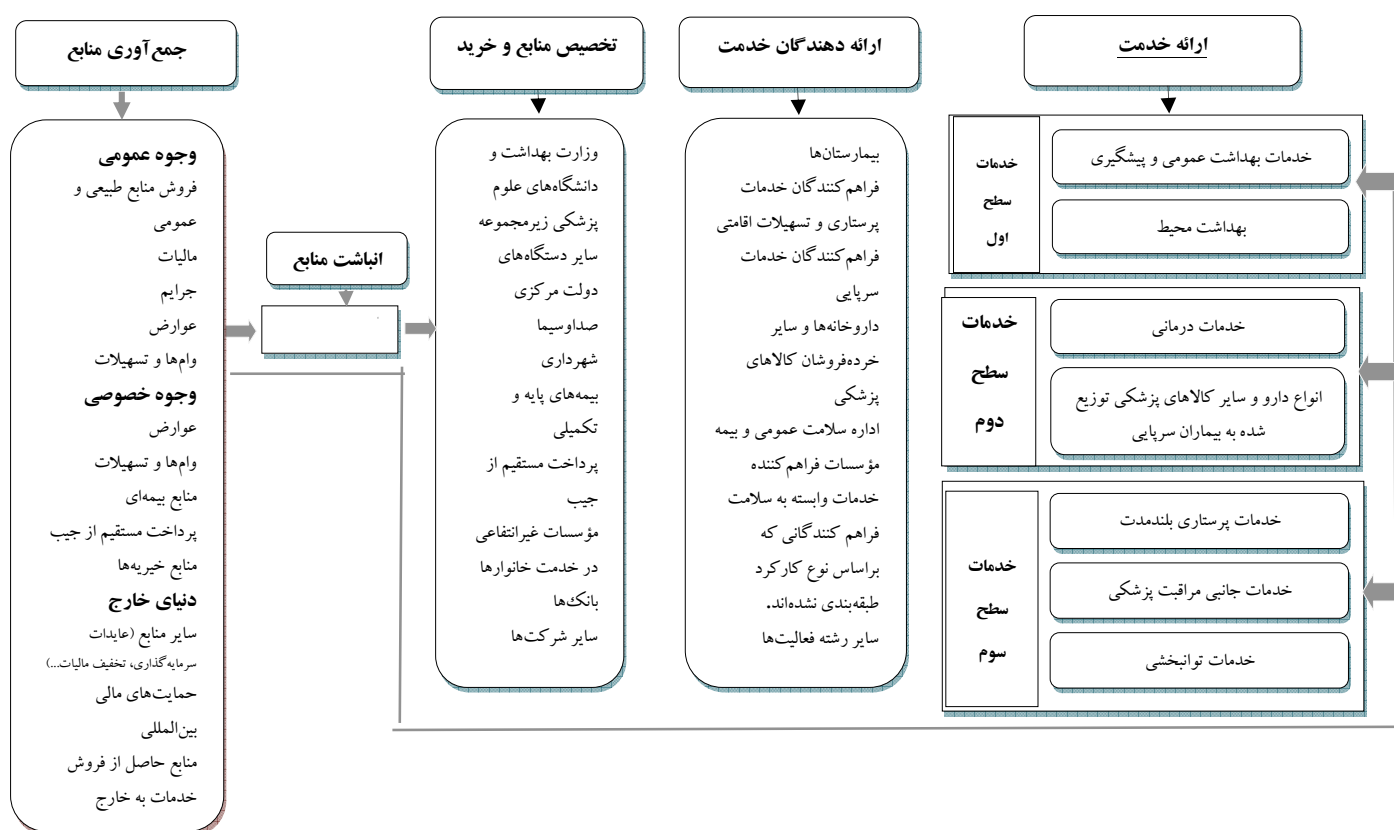 جمع‌آوری منابع
وجوه عمومی
فروش منابع طبیعی و
عمومی
مالیات
جرایم
عوارض
وام‌ها و تسهیلات
وجوه خصوصی
عوارض
وام‌ها و تسهیلات
منابع بیمه‌ای
پرداخت مستقیم از جیب
منابع خیریه‌ها
دنیای خارج
سایر منابع (عایدات
سرمایه‌گذاری، تخفیف مالیات...)
حمایت‌های مالی
بین‌المللی
منابع حاصل از فروش
خدمات به خارج
انباشت منابع
تخصیص منابع و خرید
وزارت بهداشت و
دانشگاه‌های علوم
پزشکی زیرمجموعه
سایر دستگاه‌های
دولت مرکزی
صداوسیما
شهرداری
بیمه‌های پایه و
تکمیلی
پرداخت مستقیم از
جیب
مؤسسات غیرانتفاعی
در خدمت خانوارها
بانک‌ها
سایر شرکت‌ها
ارائه دهندگان خدمت
بیمارستان‌ها
فراهم‌کنندگان خدمات
پرستاری و تسهیلات اقامتی
فراهم‌کنندگان خدمات
سرپایی
داروخانه‌ها و سایر
خرده‌فروشان کالاهای
پزشکی
اداره سلامت عمومی و بیمه
مؤسسات فراهم‌کننده
خدمات وابسته به سلامت
فراهم کنندگانی که
براساس نوع کارکرد
طبقه‌بندی نشده‌اند.
سایر رشته فعالیت‌ها
ارائه خدمت
خدمات
سطح
اول
خدمات بهداشت عمومی و پیشگیری
بهداشت محیط
خدمات
سطح
دوم
خدمات درمانی
انواع دارو و سایر کالاهای پزشکی توزیع
شده به بیماران سرپایی
خدمات
سطح
سوم
خدمات پرستاری بلندمدت
خدمات جانبی مراقبت پزشکی
خدمات توانبخشی